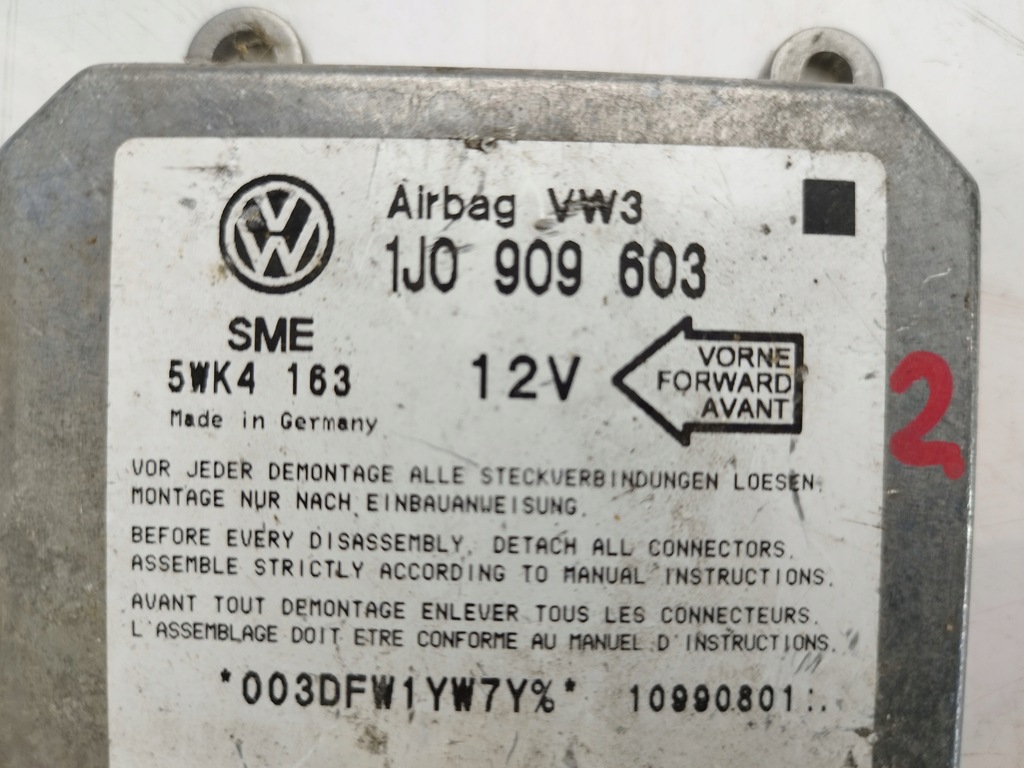 Airbag VW3
1J0 909 603
SME
5WK4 163
Made in Germany
12V
VORNE
FORWARD
AVANT
2
VOR JEDER DEMONTAGE ALLE STECKVERBINDUNGEN LOESEN.
MONTAGE NUR NACH EINBAUANWEISUNG.
BEFORE EVERY DISASSEMBLY, DETACH ALL CONNECTORS.
ASSEMBLE STRICTLY ACCORDING TO MANUAL INSTRUCTIONS.
AVANT TOUT DEMONTAGE ENLEVER TOUS LES CONNECTEURS.
L'ASSEMBLAGE DOIT ETRE CONFORME AU MANUEL D'INSTRUCTIONS.
*003DFW1YW7Y%* 10990801:.